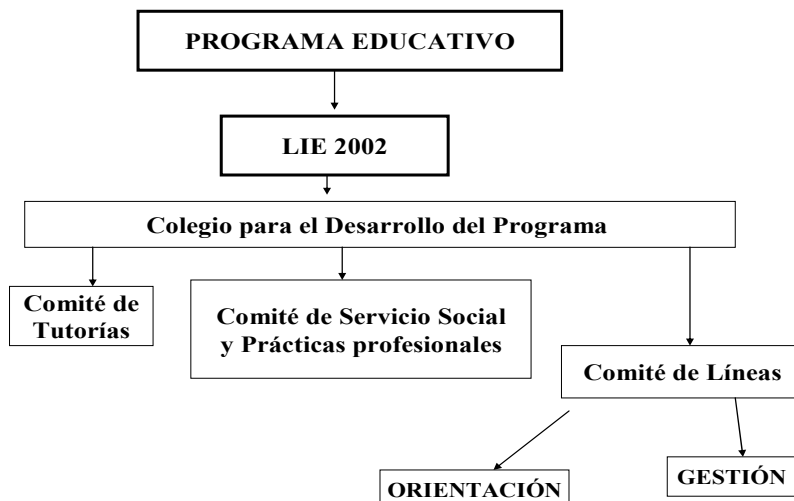 PROGRAMA EDUCATIVO
LIE 2002
Colegio para el Desarrollo del Programa
Comité de
Tutorías
Comité de Servicio Social
y Prácticas profesionales
Comité de Líneas
ORIENTACIÓN
GESTIÓN